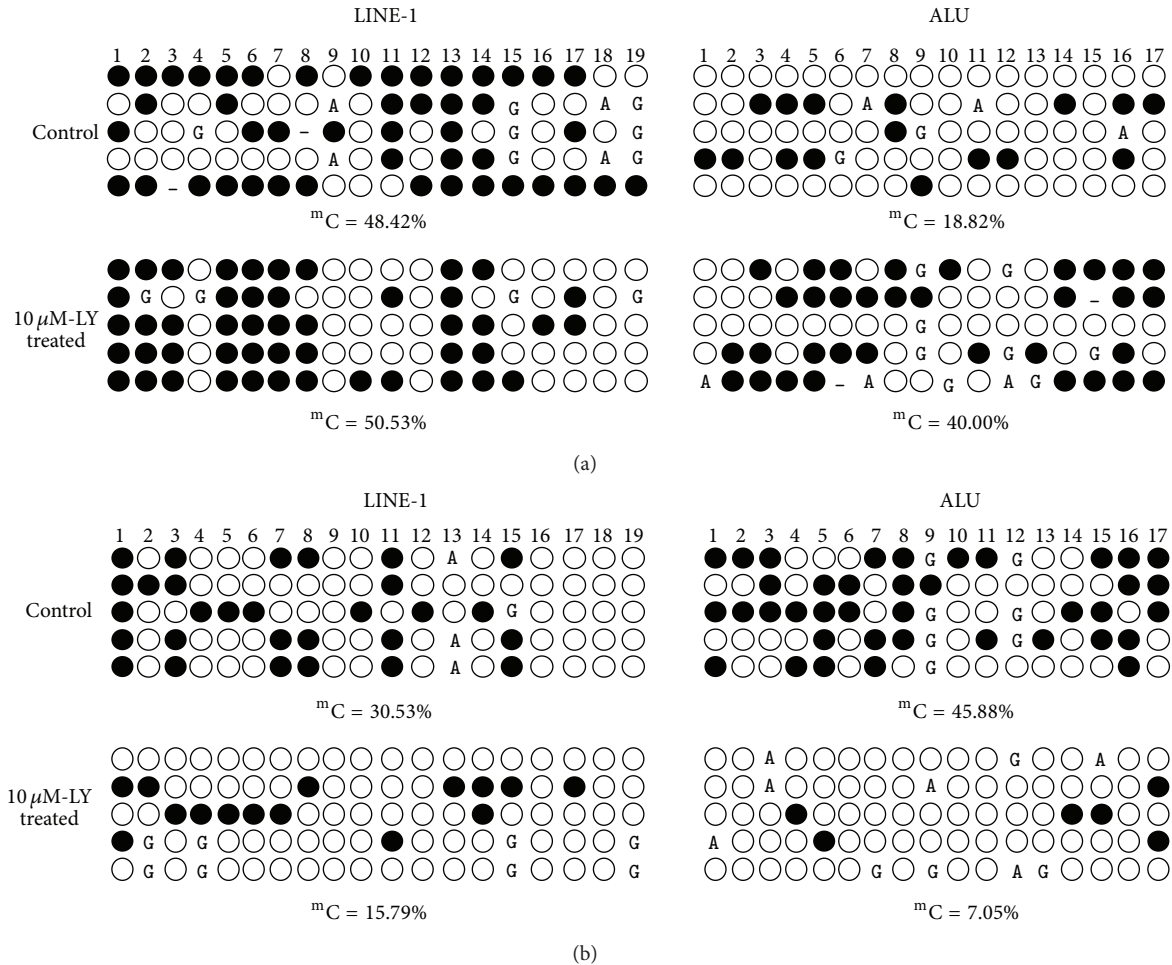 LINE-1 ALU
1 2 3 4 5 6 7 8 9 10 11 12 13 14 15 16 17 18 19 1 2 3 4 5 6 7 8 9 10 11 12 13 14 15 16 17
A G A G A A
Control G – G G G A
A G A G G
–
mC = 48.42% mC = 18.82%
G G
G G G G –
10 μM-LY treated G
G G G
A – A G A G
mC = 50.53% mC = 40.00%
(a)
LINE-1 ALU
1 2 3 4 5 6 7 8 9 10 11 12 13 14 15 16 17 18 19 1 2 3 4 5 6 7 8 9 10 11 12 13 14 15 16 17
A G G
Control G G G
A G G
A G
mC = 30.53% mC = 45.88%
A G A
A A
10 μM-LY treated
G G G G A
G G G G G G A G
mC = 15.79% mC = 7.05%
(b)